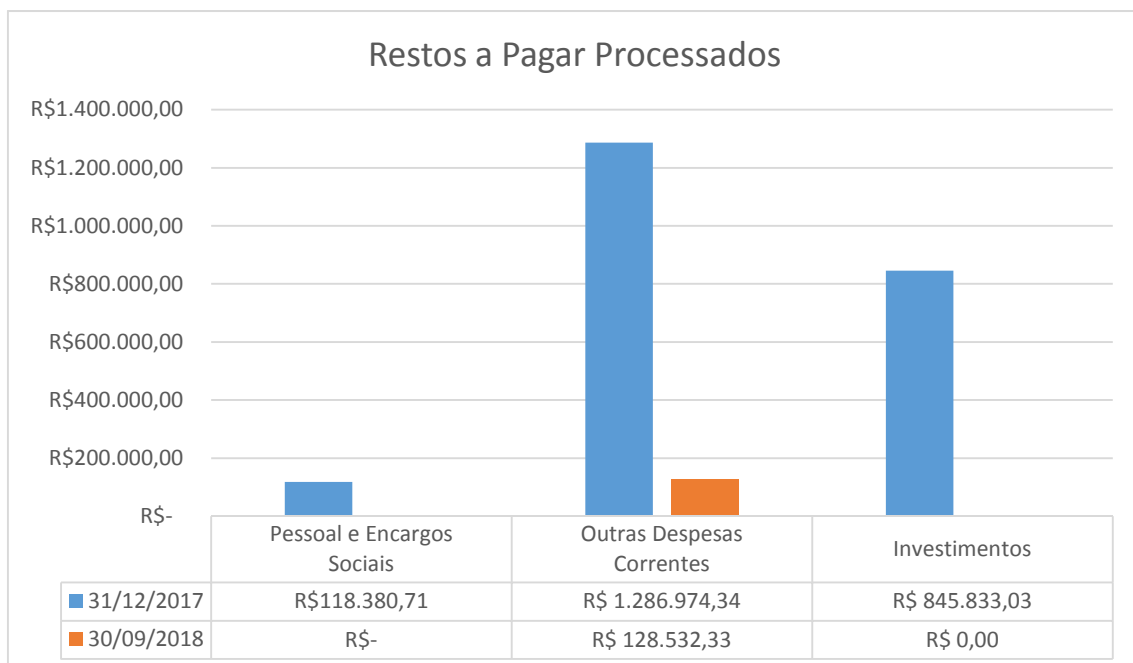 Restos a Pagar Processados
R$1.400.000,00
R$1.200.000,00
R$1.000.000,00
R$800.000,00
R$600.000,00
R$400.000,00
R$200.000,00
R$-
Pessoal e Encargos
Sociais
Outras Despesas
Correntes
Investimentos
31/12/2017 R$118.380,71 R$ 1.286.974,34 R$ 845.833,03
30/09/2018 R$- R$ 128.532,33 R$ 0,00